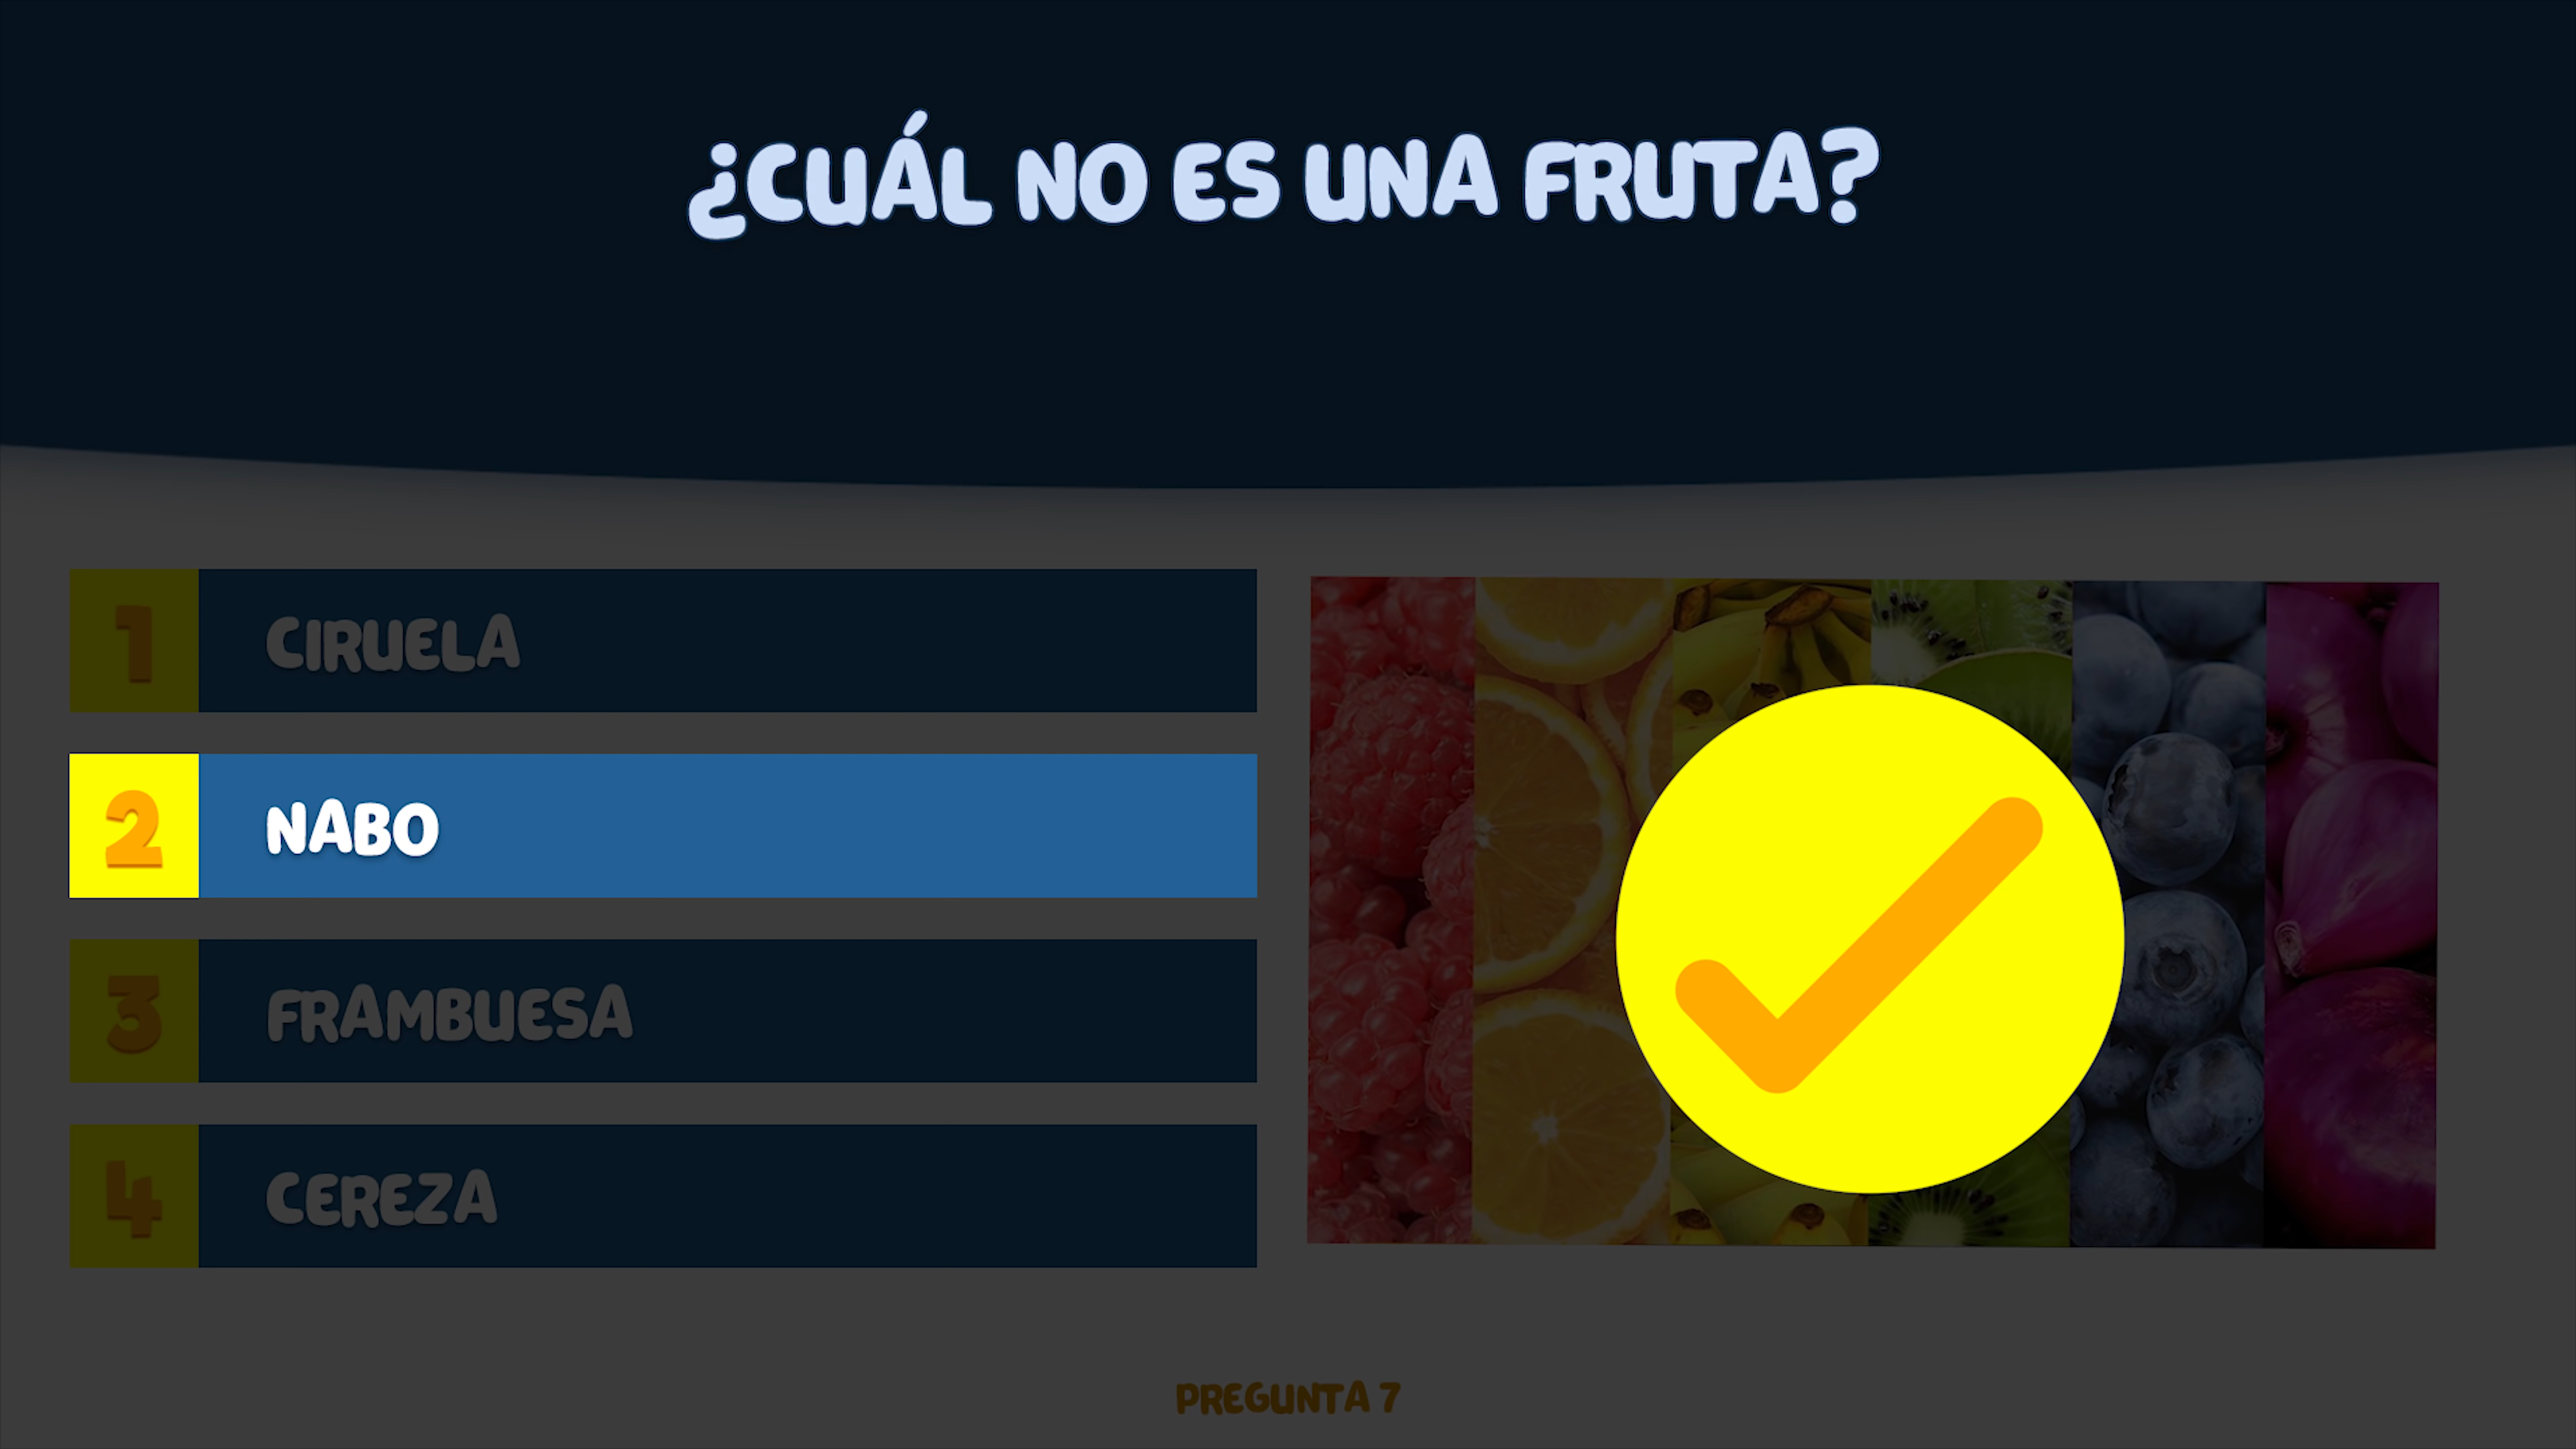 ¿CUÁL NO ES UNA FRUTA?
1 CIRUELA
2 NABO
3 FRAMBUESA
4 CEREZA
PREGUNTA 7